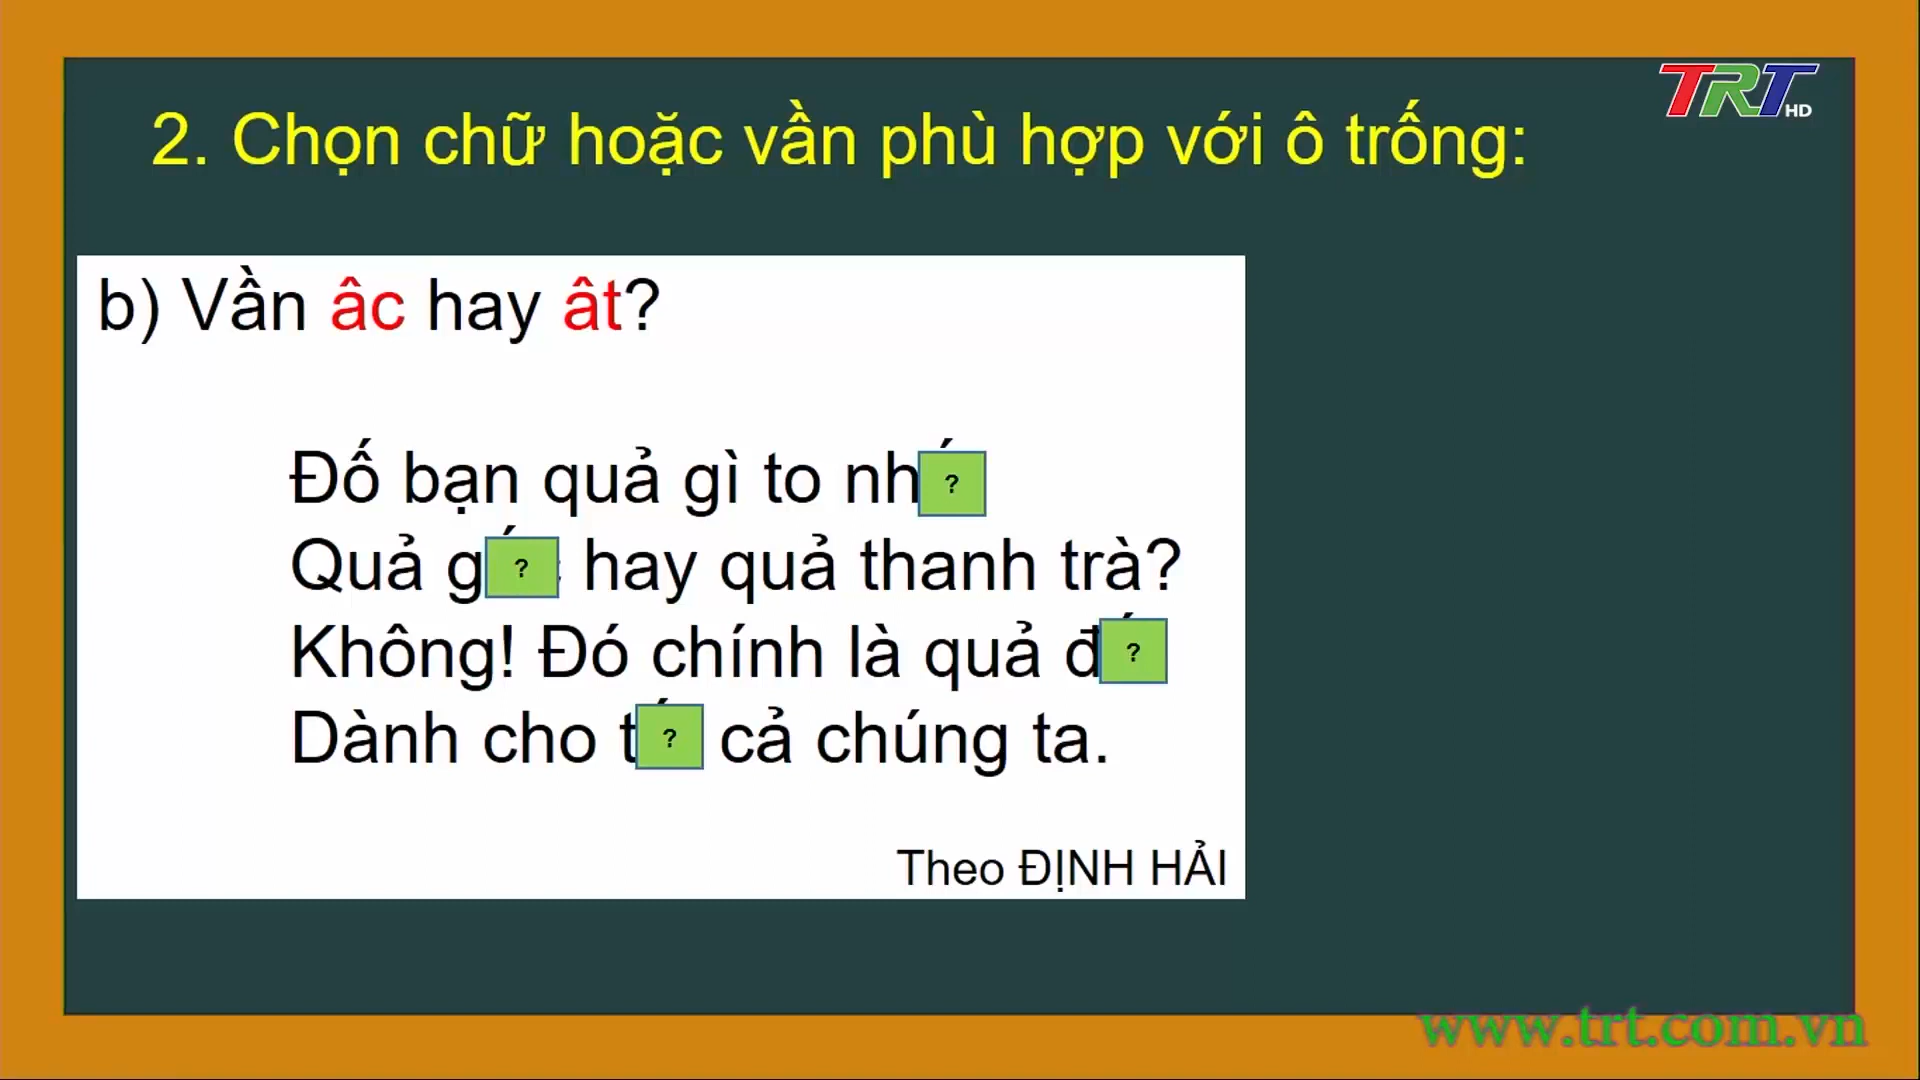 TRT HD
2. Chọn chữ hoặc vần phù hợp với ô trống:
b) Vần âc hay ât?
Đố bạn quả gì to nh?
Quả g? hay quả thanh trà?
Không! Đó chính là quả đ?
Dành cho t? cả chúng ta.
Theo ĐỊNH HẢI
www.trt.com.vn